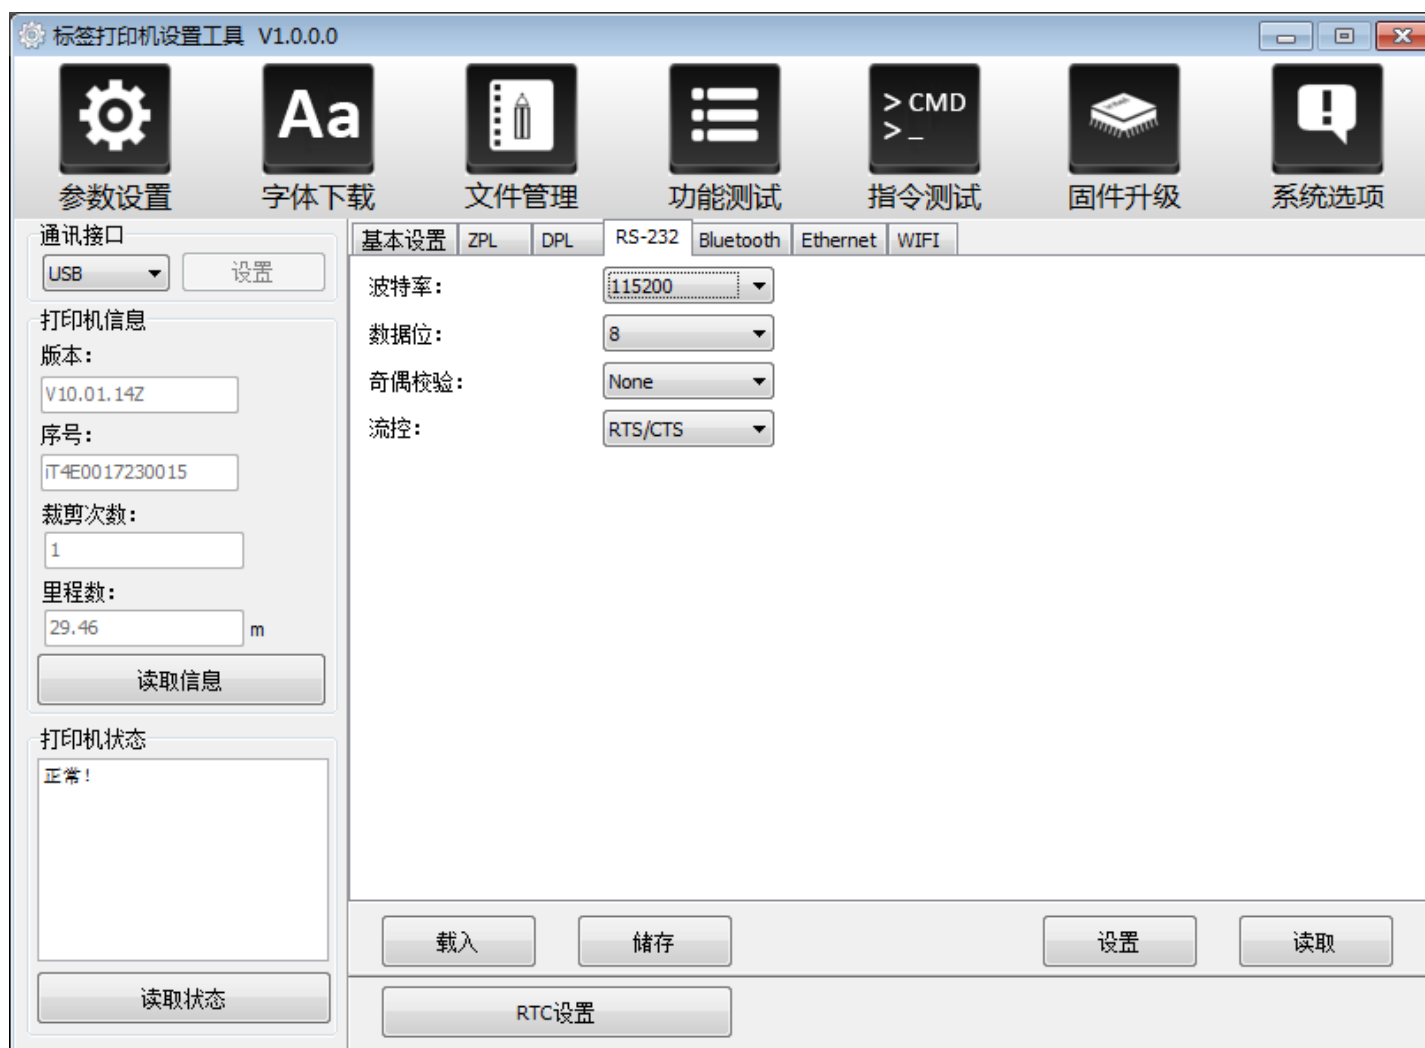 标签打印机设置工具 V1.0.0.0
Aa
> CMD
> _
参数设置
字体下载
文件管理
功能测试
指令测试
固件升级
系统选项
通讯接口
USB
设置
打印机信息
版本：
V10.01.14Z
序号：
iT4E0017230015
裁剪次数：
1
里程数：
29.46 m
读取信息
打印机状态
正常！
读取状态
基本设置 ZPL DPL RS-232 Bluetooth Ethernet WIFI
波特率： 115200
数据位： 8
奇偶校验： None
流控： RTS/CTS
载入 储存 设置 读取
RTC设置